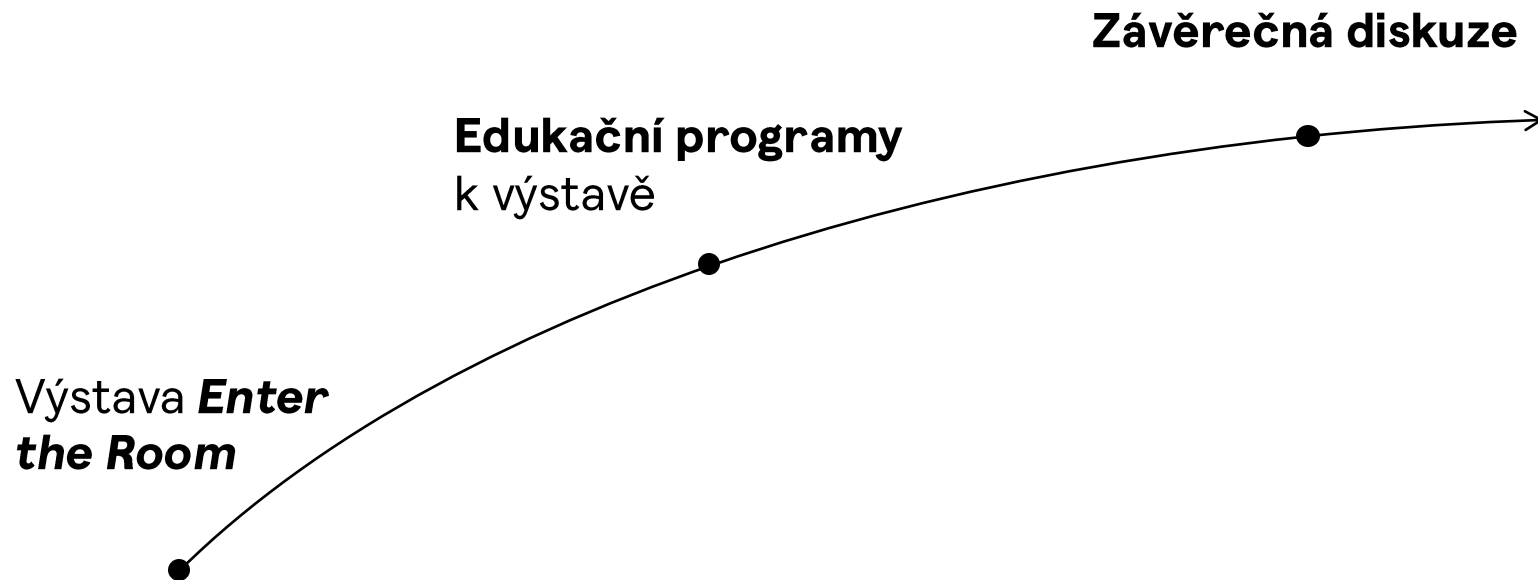 Závěrečná diskuze
Edukační programy
k výstavě
Výstava Enter
the Room